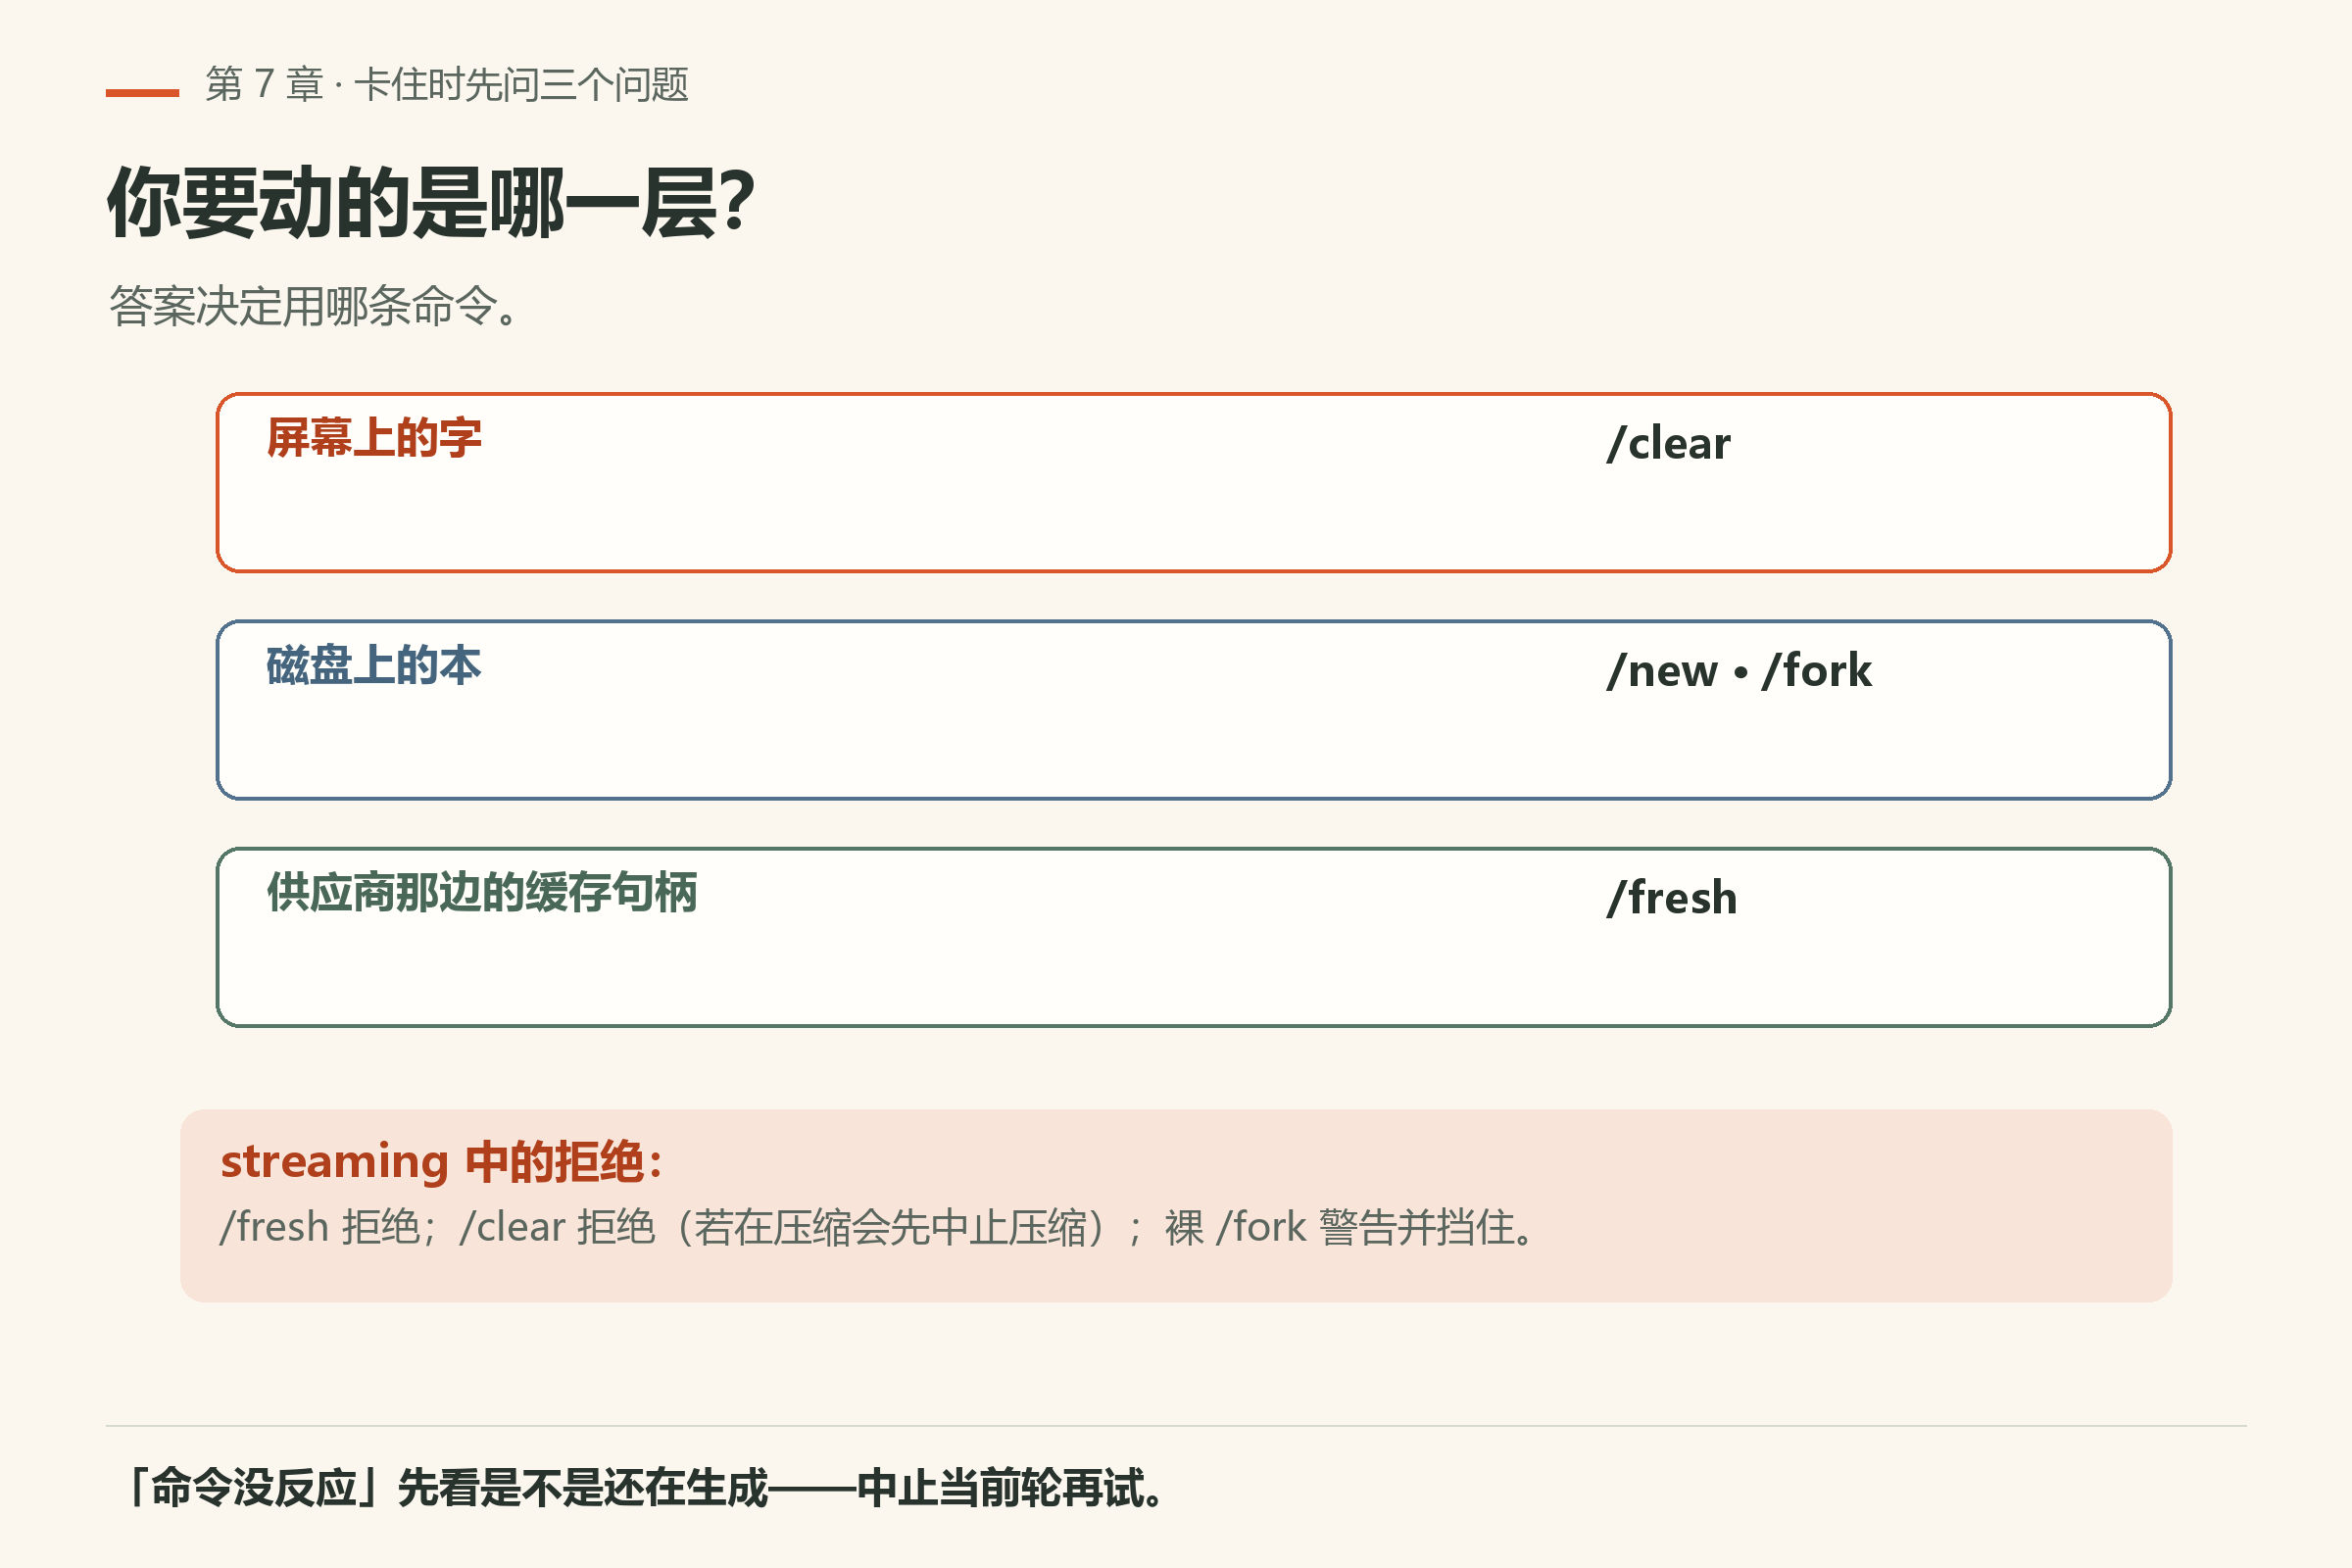 第 7 章 · 卡住时先问三个问题
你要动的是哪一层？
答案决定用哪条命令。
屏幕上的字 /clear
磁盘上的本 /new • /fork
供应商那边的缓存句柄 /fresh
streaming 中的拒绝：
/fresh 拒绝；/clear 拒绝（若在压缩会先中止压缩）；裸 /fork 警告并挡住。
「命令没反应」先看是不是还在生成——中止当前轮再试。